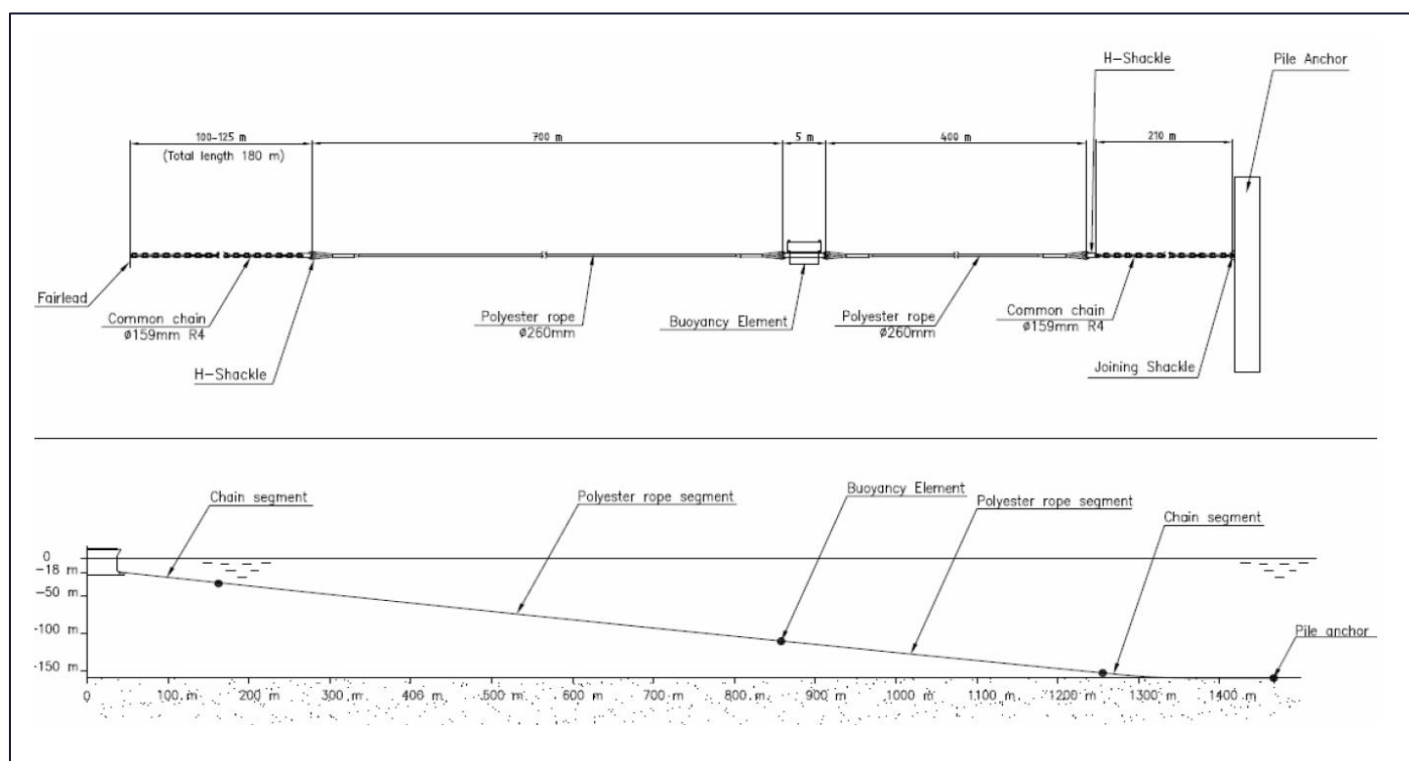 H-Shackle
Pile Anchor
100-125 m
700 m
5 m
400 m
210 m
(Total length 180 m)
Fairlead
Common chain
ø159mm R4
H-Shackle
Polyester rope
ø260mm
Buoyancy Element
Polyester rope
ø260mm
Common chain
ø159mm R4
Joining Shackle
Chain segment
Polyester rope segment
Buoyancy Element
Polyester rope segment
Chain segment
Pile anchor
0
-18 m
-50 m
-100 m
-150 m
0
100 m
200 m
300 m
400 m
500 m
600 m
700 m
800 m
900 m
1000 m
1100 m
1200 m
1300 m
1400 m